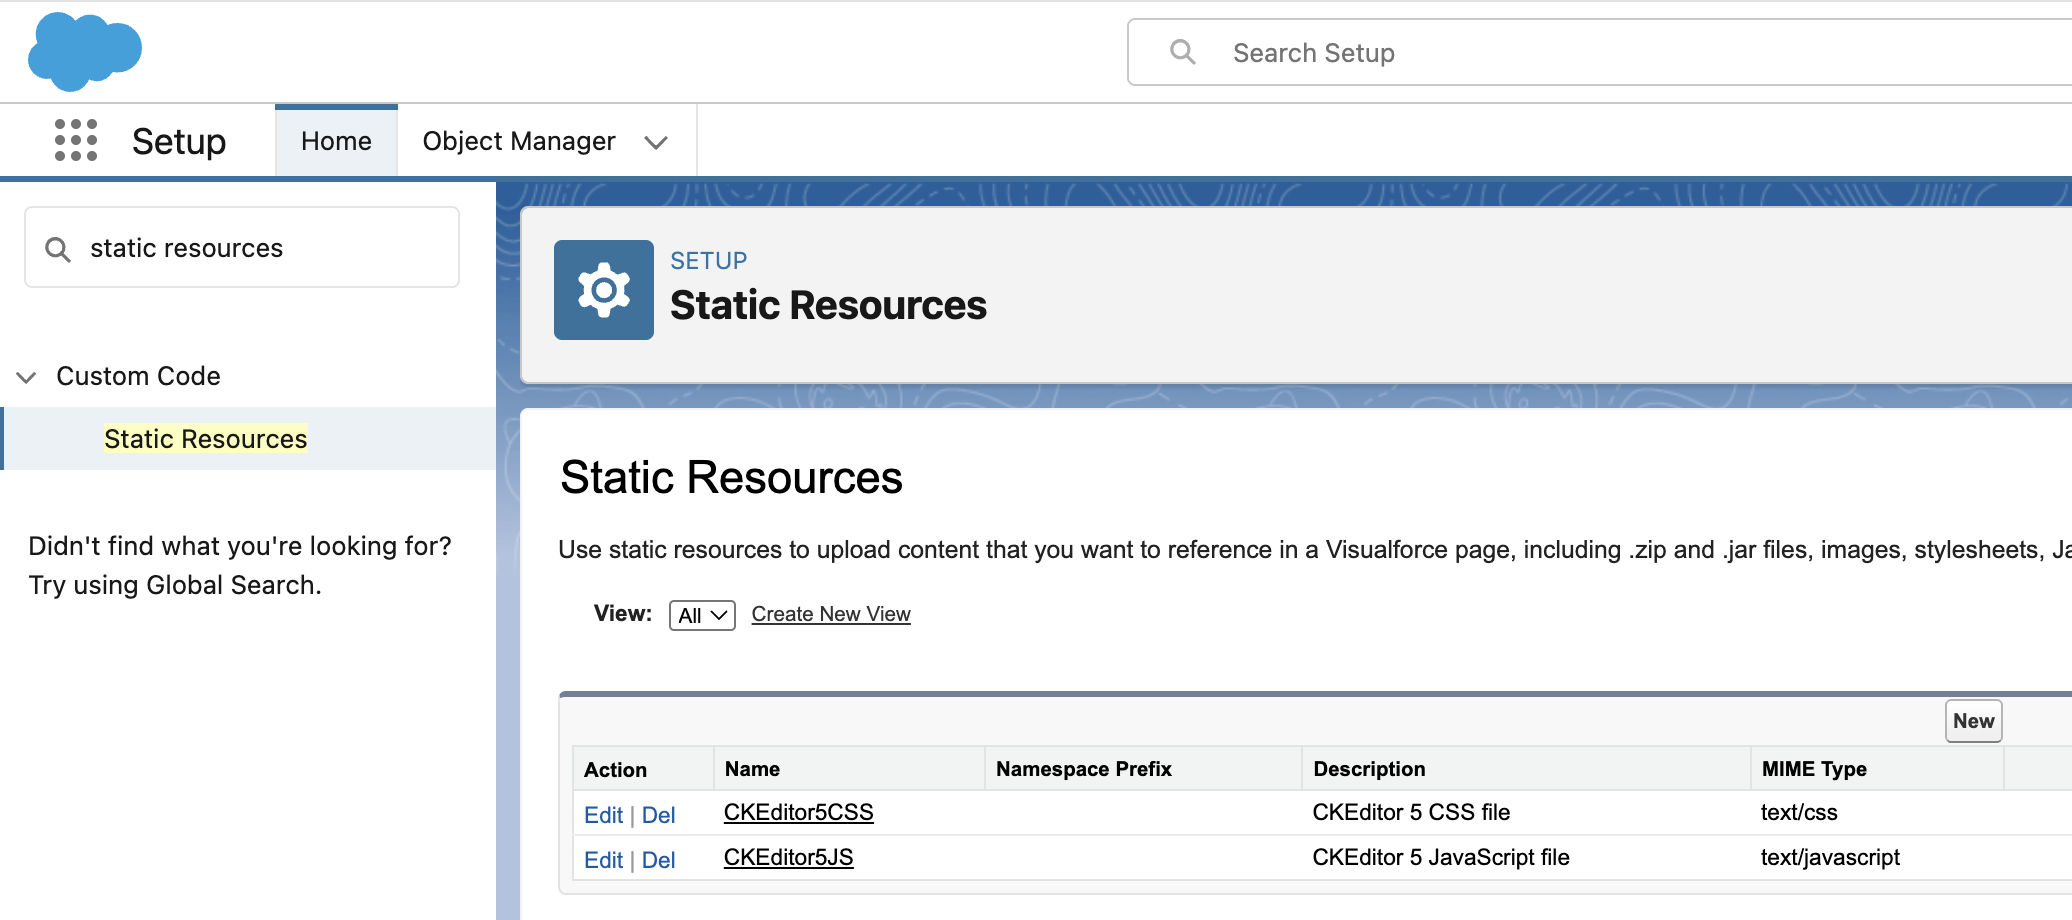 Search Setup
Setup
Home
Object Manager
static resources
Custom Code
Static Resources
Didn't find what you're looking for?
Try using Global Search.
SETUP
Static Resources
Static Resources
Use static resources to upload content that you want to reference in a Visualforce page, including .zip and .jar files, images, stylesheets,
View: All Create New View
New
Action Name Namespace Prefix Description MIME Type
Edit | Del CKEditor5CSS CKEditor 5 CSS file text/css
Edit | Del CKEditor5JS CKEditor 5 JavaScript file text/javascript